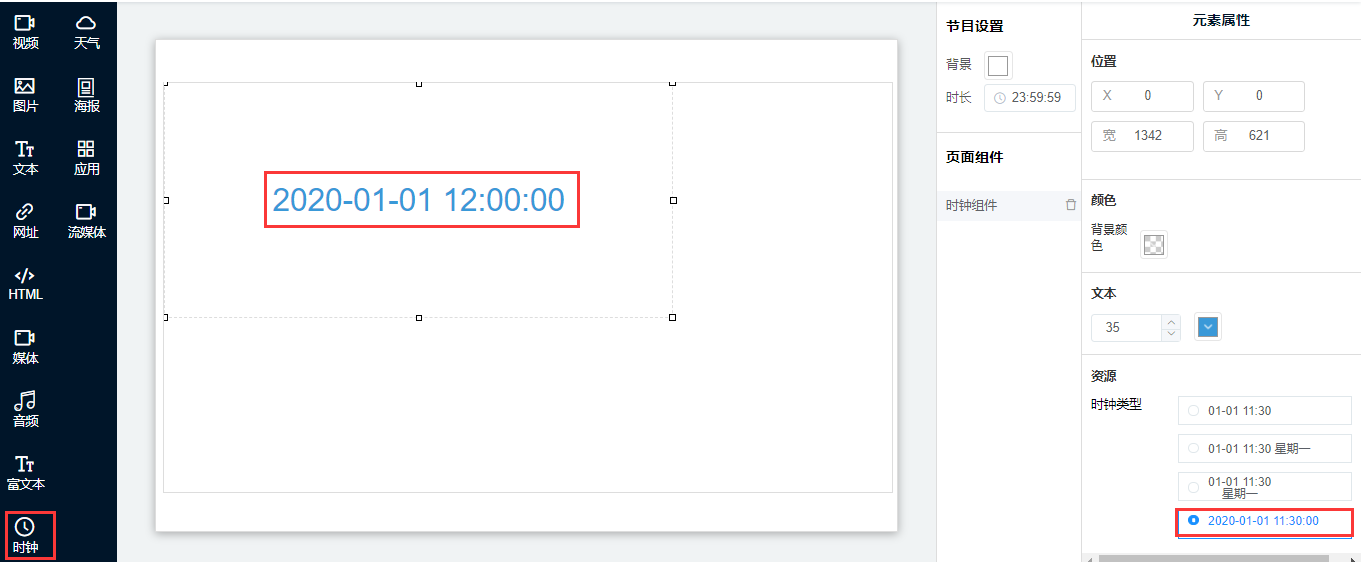 视频
天气
图片
海报
文本
应用
网址
流媒体
HTML
媒体
音频
富文本
时钟
2020-01-01 12:00:00
节目设置
背景
时长
23:59:59
页面组件
时钟组件
元素属性
位置
X 0
Y 0
宽 1342
高 621
颜色
背景颜
色
文本
35
资源
时钟类型
01-01 11:30
01-01 11:30 星期一
01-01 11:30
星期一
2020-01-01 11:30:00